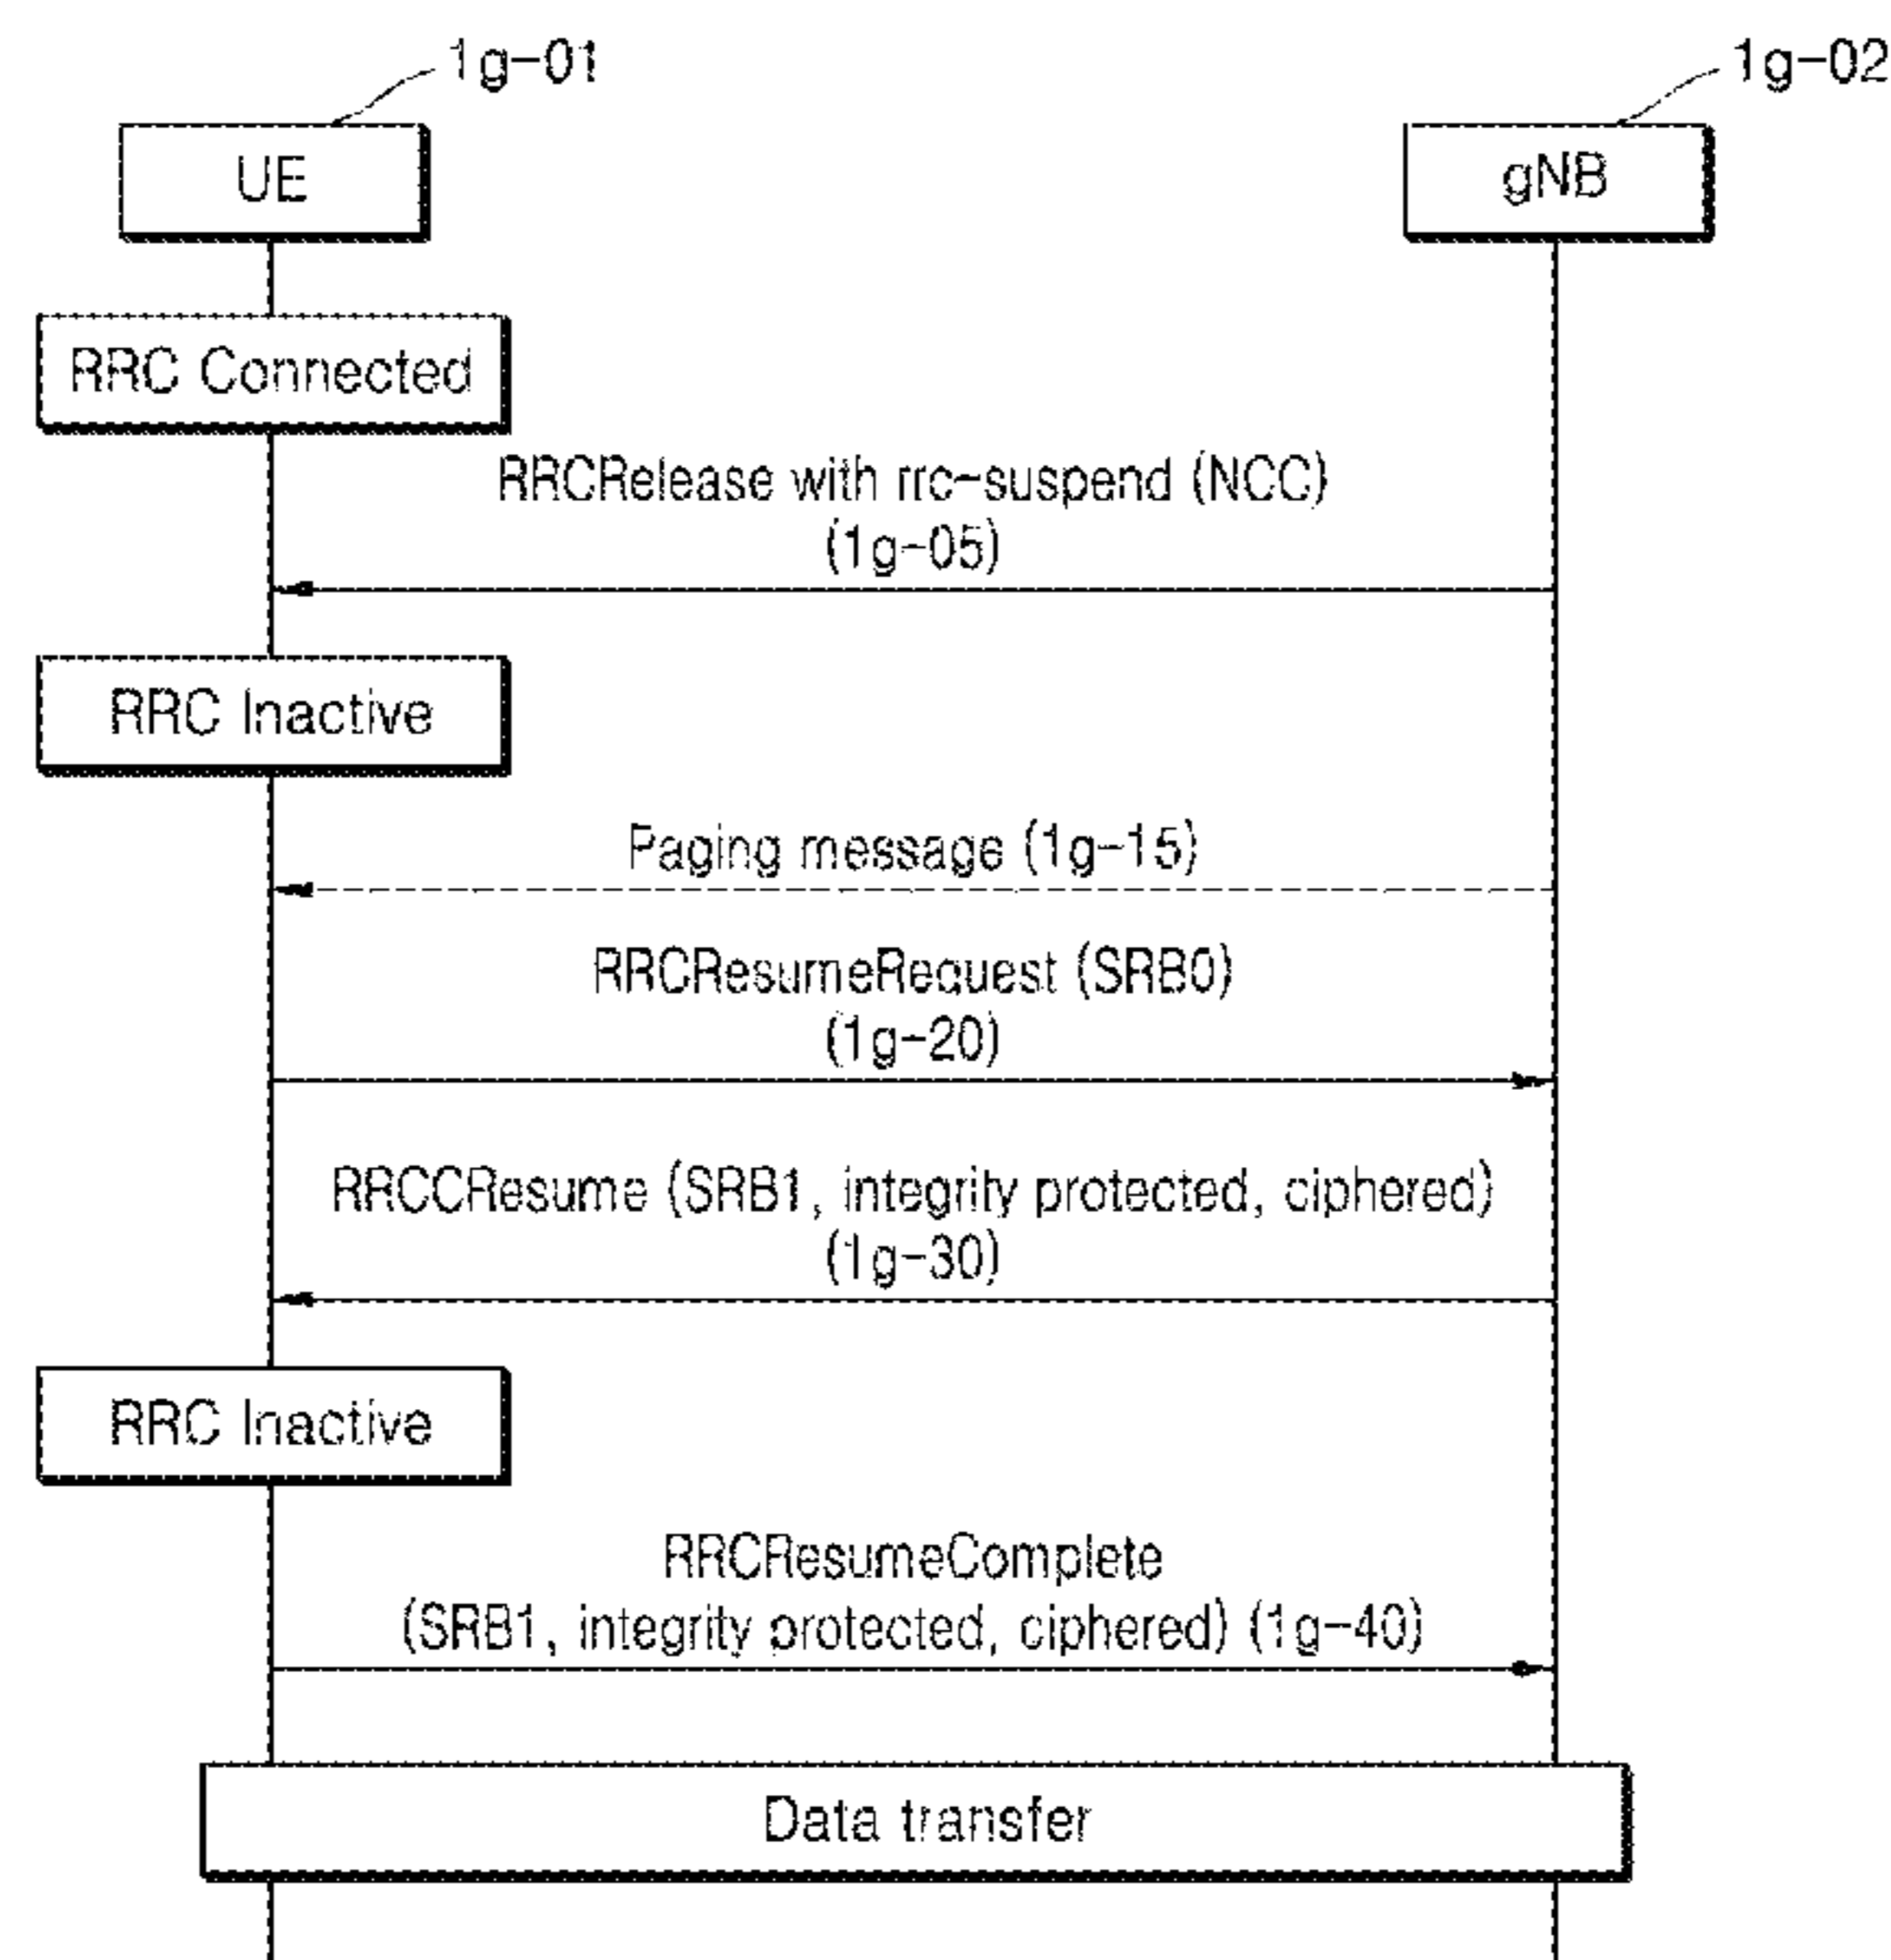 1g-01
1g-02
UE
gNB
RRC Connected
RRCRelease with rrc-suspend (NCC)
(1g-05)
RRC Inactive
Paging message (1g-15)
RRCResumeRequest (SRB0)
(1g-20)
RRCCResume (SRB1, integrity protected, ciphered)
(1g-30)
RRC Inactive
RRCResumeComplete
(SRB1, integrity protected, ciphered) (1g-40)
Data transfer